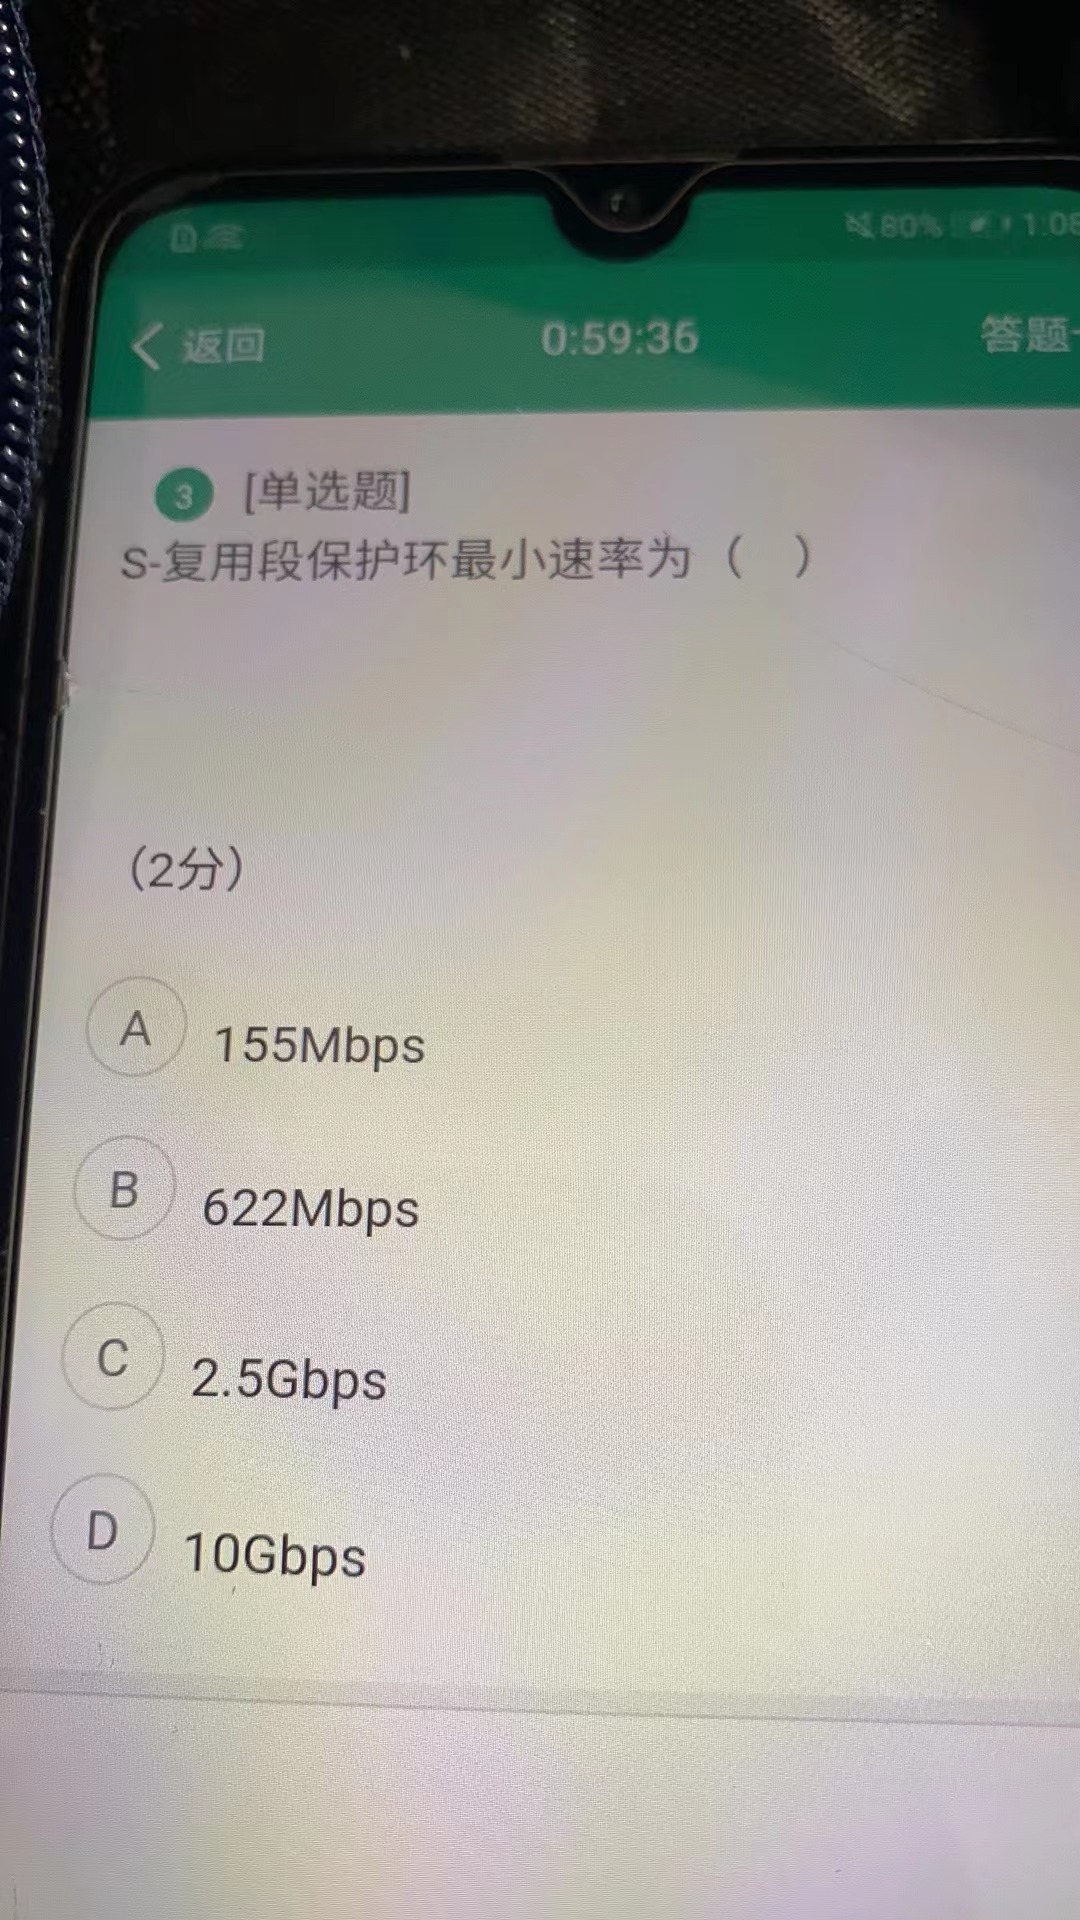 80% 1:08
返回 0:59:36 答题
3 [单选题]
S-复用段保护环最小速率为（ ）
（2分）
A 155Mbps
B 622Mbps
C 2.5Gbps
D 10Gbps